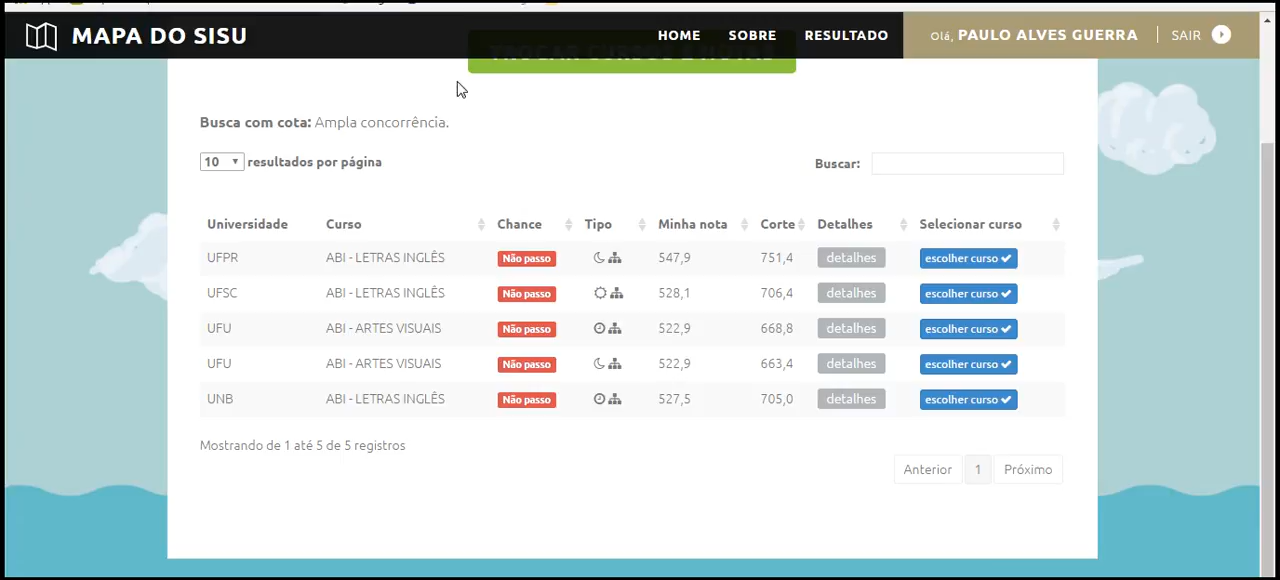 MAPA DO SISU HOME SOBRE RESULTADO Olá, PAULO ALVES GUERRA SAIR
Busca com cota: Ampla concorrência.
10 resultados por página Buscar:
Universidade Curso Chance Tipo Minha nota Corte Detalhes Selecionar curso
UFPR ABI - LETRAS INGLÊS Não passo 547,9 751,4 detalhes escolher curso
UFSC ABI - LETRAS INGLÊS Não passo 528,1 706,4 detalhes escolher curso
UFU ABI - ARTES VISUAIS Não passo 522,9 668,8 detalhes escolher curso
UFU ABI - ARTES VISUAIS Não passo 522,9 663,4 detalhes escolher curso
UNB ABI - LETRAS INGLÊS Não passo 527,5 705,0 detalhes escolher curso
Mostrando de 1 até 5 de 5 registros
Anterior 1 Próximo